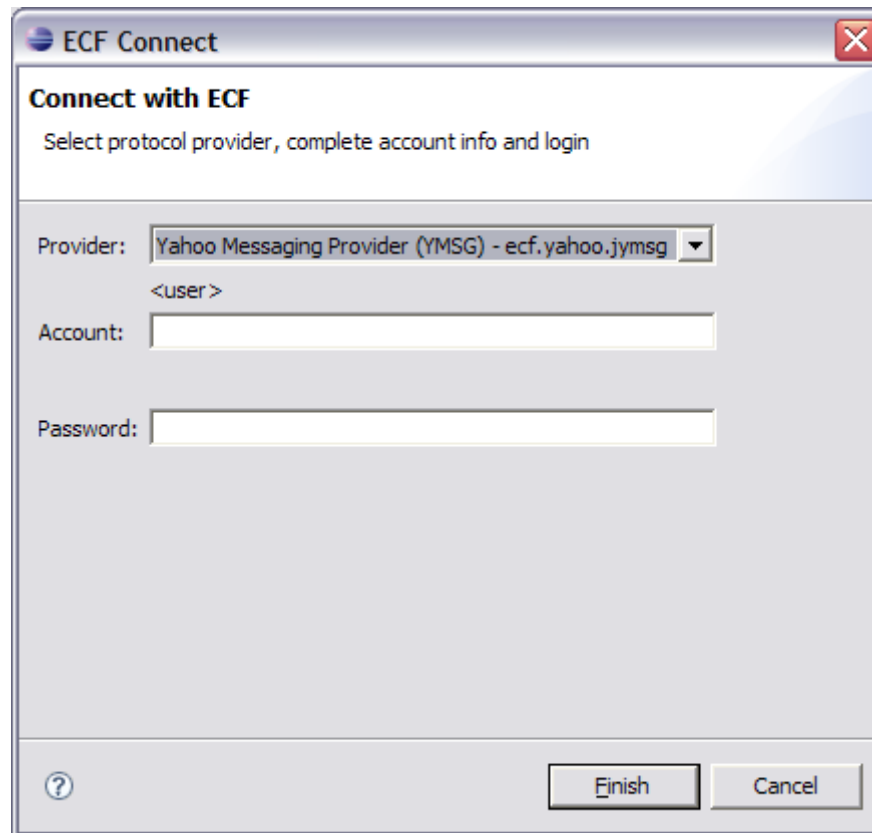 ECF Connect
Connect with ECF
Select protocol provider, complete account info and login
Provider: Yahoo Messaging Provider (YMSG) - ecf.yahoo.jymsg
<user>
Account:
Password:
? Finish Cancel